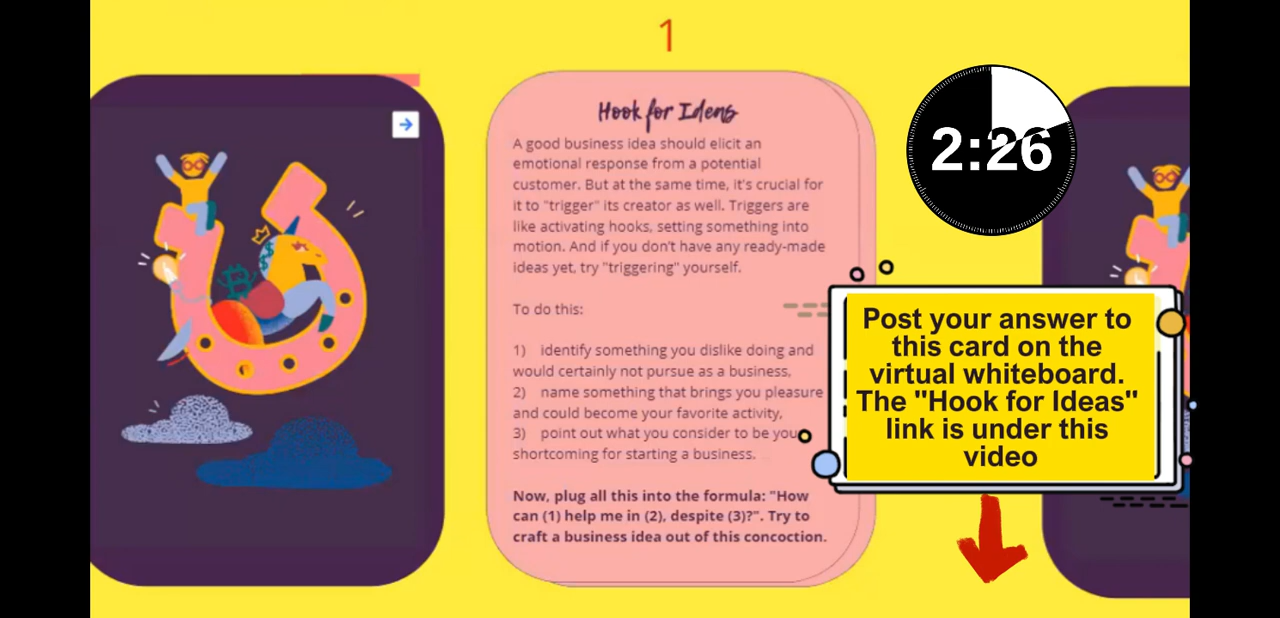 1
Hook for Ideas
A good business idea should elicit an
emotional response from a potential
customer. But at the same time, it's crucial for
it to "trigger" its creator as well. Triggers are
like activating hooks, setting something into
motion. And if you don't have any ready-made
ideas yet, try "triggering" yourself.
To do this:
1) identify something you dislike doing and
would certainly not pursue as a business,
2) name something that brings you pleasure
and could become your favorite activity,
3) point out what you consider to be your
shortcoming for starting a business.
Now, plug all this into the formula: "How
can (1) help me in (2), despite (3)?". Try to
craft a business idea out of this concoction.
2:26
Post your answer to
this card on the
virtual whiteboard.
The "Hook for Ideas"
link is under this
video